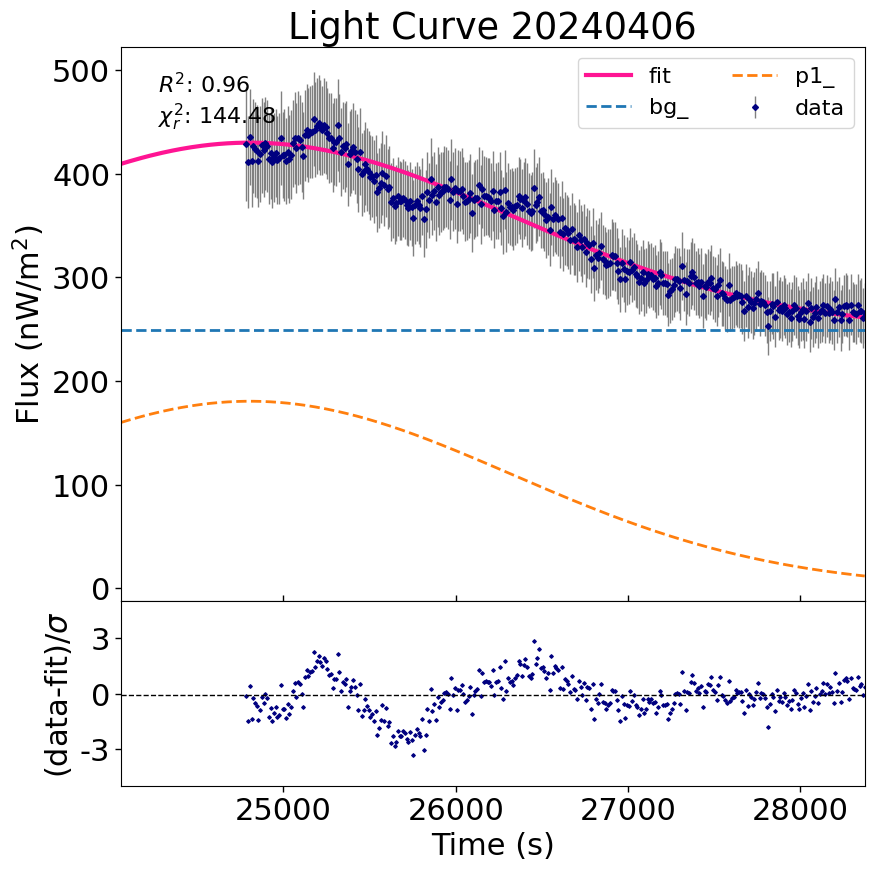 Light Curve 20240406
R²: 0.96
χ²ᵣ: 144.48
fit
bg_
p1_
data
Flux (nW/m²)
500
400
300
200
100
0
(data-fit)/σ
3
0
-3
25000 26000 27000 28000
Time (s)